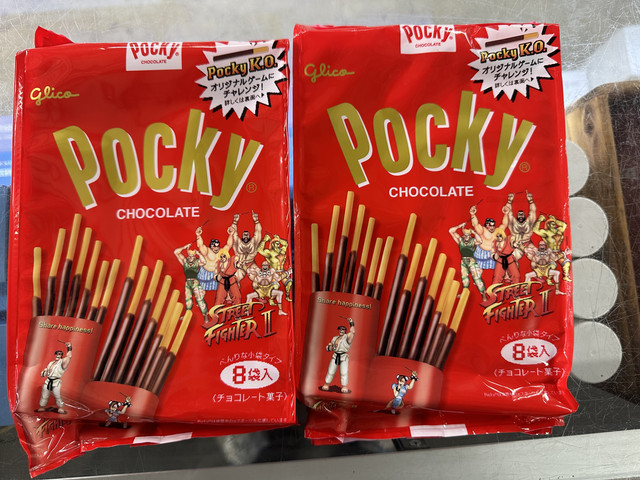 Pocky
CHOCOLATE
Glico
Pocky K.O.
オリジナルゲームに
チャレンジ!
詳しくは裏面へ
Pocky®
CHOCOLATE
STREET
FIGHTER II
Share happiness!
べんりな小袋タイプ
8袋入
〈チョコレート菓子〉
Pocky
CHOCOLATE
Glico
Pocky K.O.
オリジナルゲームに
チャレンジ!
詳しくは裏面へ
Pocky®
CHOCOLATE
STREET
FIGHTER II
Share happiness!
べんりな小袋タイプ
8袋入
〈チョコレート菓子〉